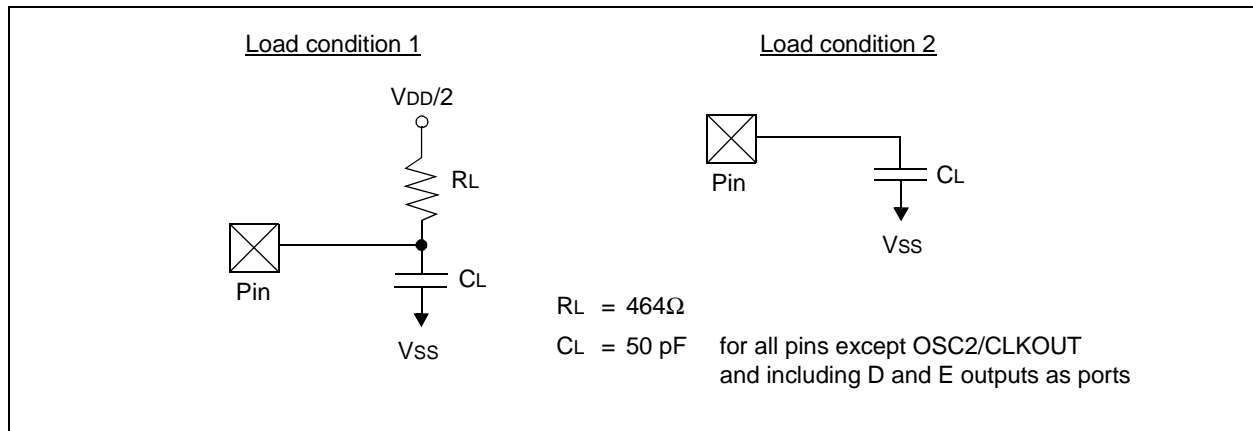 Load condition 1
Load condition 2
VDD/2
RL
Pin
CL
VSS
Pin
CL
VSS
RL = 464Ω
CL = 50 pF for all pins except OSC2/CLKOUT
and including D and E outputs as ports